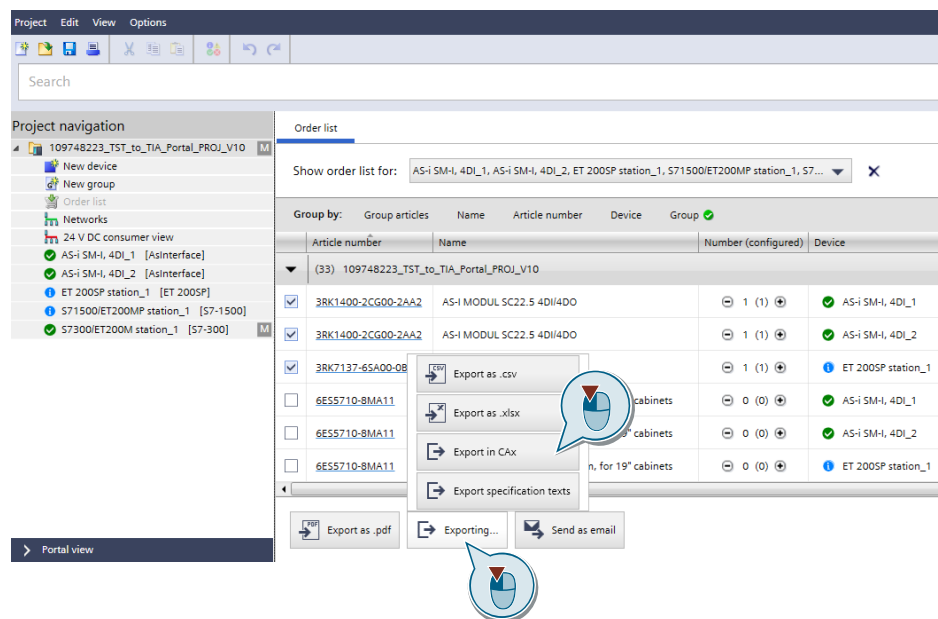 Project Edit View Options
Search
Project navigation
109748223_TST_to_TIA_Portal_PROJ_V10 M
New device
New group
Order list
Networks
24 V DC consumer view
AS-i SM-I, 4DI_1 [AsInterface]
AS-i SM-I, 4DI_2 [AsInterface]
ET 200SP station_1 [ET 200SP]
S71500/ET200MP station_1 [S7-1500]
S7300/ET200M station_1 [S7-300] M
Portal view
Order list
Show order list for: AS-i SM-I, 4DI_1, AS-i SM-I, 4DI_2, ET 200SP station_1, S71500/ET200MP station_1, S7...
Group by: Group articles Name Article number Device Group
Article number Name Number (configured) Device
(33) 109748223_TST_to_TIA_Portal_PROJ_V10
3RK1400-2CG00-2AA2 AS-I MODUL SC22.5 4DI/4DO 1 (1) AS-i SM-I, 4DI_1
3RK1400-2CG00-2AA2 AS-I MODUL SC22.5 4DI/4DO 1 (1) AS-i SM-I, 4DI_2
3RK7137-6SA00-0B 1 (1) ET 200SP station_1
6ES5710-8MA11 cabinets 0 (0) AS-i SM-I, 4DI_1
6ES5710-8MA11 " cabinets 0 (0) AS-i SM-I, 4DI_2
6ES5710-8MA11 n, for 19" cabinets 0 (0) ET 200SP station_1
CSV Export as .csv
Export as .xlsx
Export in CAx
Export specification texts
PDF Export as .pdf Exporting... Send as email